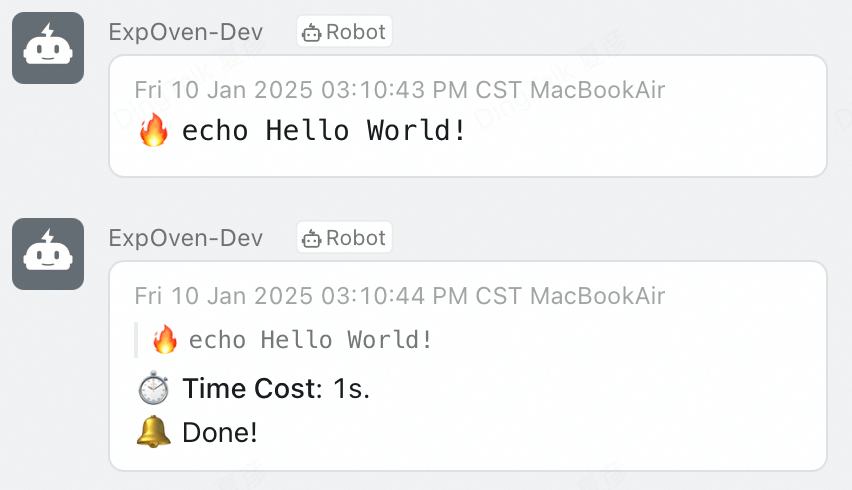 ExpOven-Dev Robot
Fri 10 Jan 2025 03:10:43 PM CST MacBookAir
🔥 echo Hello World!
ExpOven-Dev Robot
Fri 10 Jan 2025 03:10:44 PM CST MacBookAir
🔥 echo Hello World!
⏱️ Time Cost: 1s.
🔔 Done!